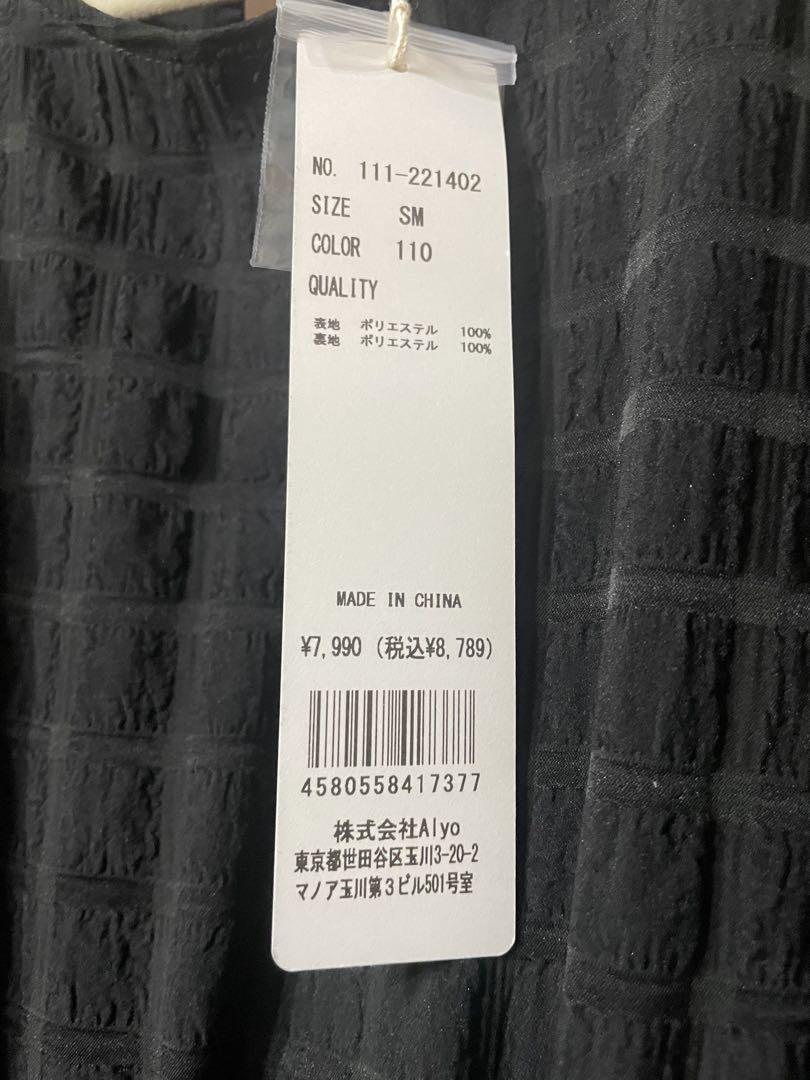 NO. 111-221402
SIZE SM
COLOR 110
QUALITY
表地 ポリエステル 100%
裏地 ポリエステル 100%
MADE IN CHINA
¥7,990 (税込¥8,789)
4580558417377
株式会社Alyo
東京都世田谷区玉川3-20-2
マノア玉川第3ビル501号室